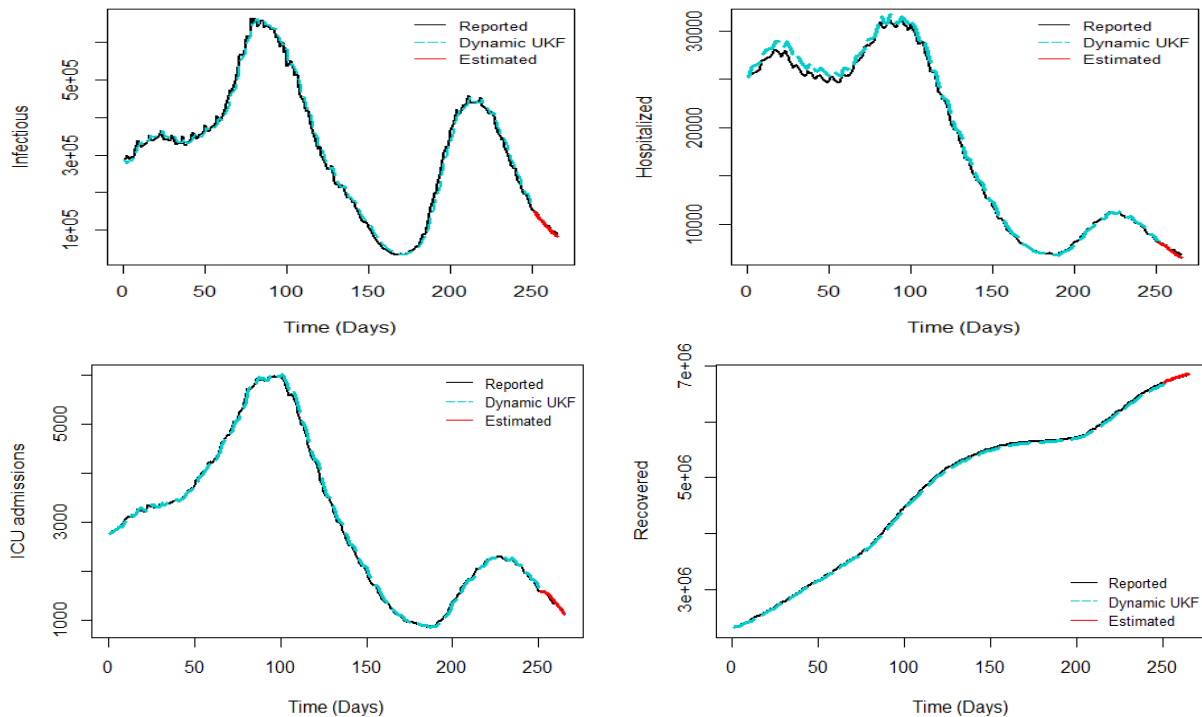 Reported
Dynamic UKF
Estimated
Infectious
1e+05 3e+05 5e+05
0 50 100 150 200 250
Time (Days)
Reported
Dynamic UKF
Estimated
Hospitalized
10000 20000 30000
0 50 100 150 200 250
Time (Days)
Reported
Dynamic UKF
Estimated
ICU admissions
1000 3000 5000
0 50 100 150 200 250
Time (Days)
Recovered
3e+06 5e+06 7e+06
Reported
Dynamic UKF
Estimated
0 50 100 150 200 250
Time (Days)